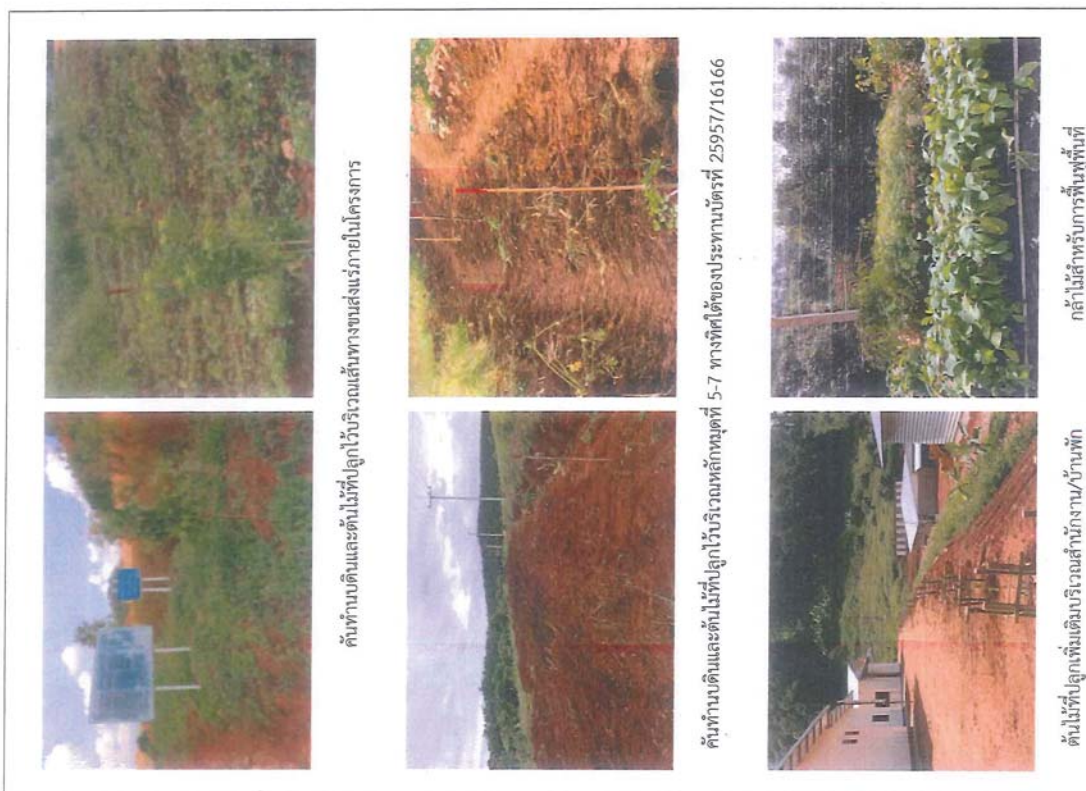 คันทำนบดินและต้นไม้ที่ปลูกไว้บริเวณเส้นทางขนส่งแร่ภายในโครงการ
คันทำนบดินและต้นไม้ที่ปลูกไว้บริเวณหลักหมุดที่ 5-7 ทางทิศใต้ของประทานบัตรที่ 25957/16166
ต้นไม้ที่ปลูกเพิ่มเติมบริเวณสำนักงาน/บ้านพัก
กล้าไม้สำหรับการฟื้นฟูพื้นที่